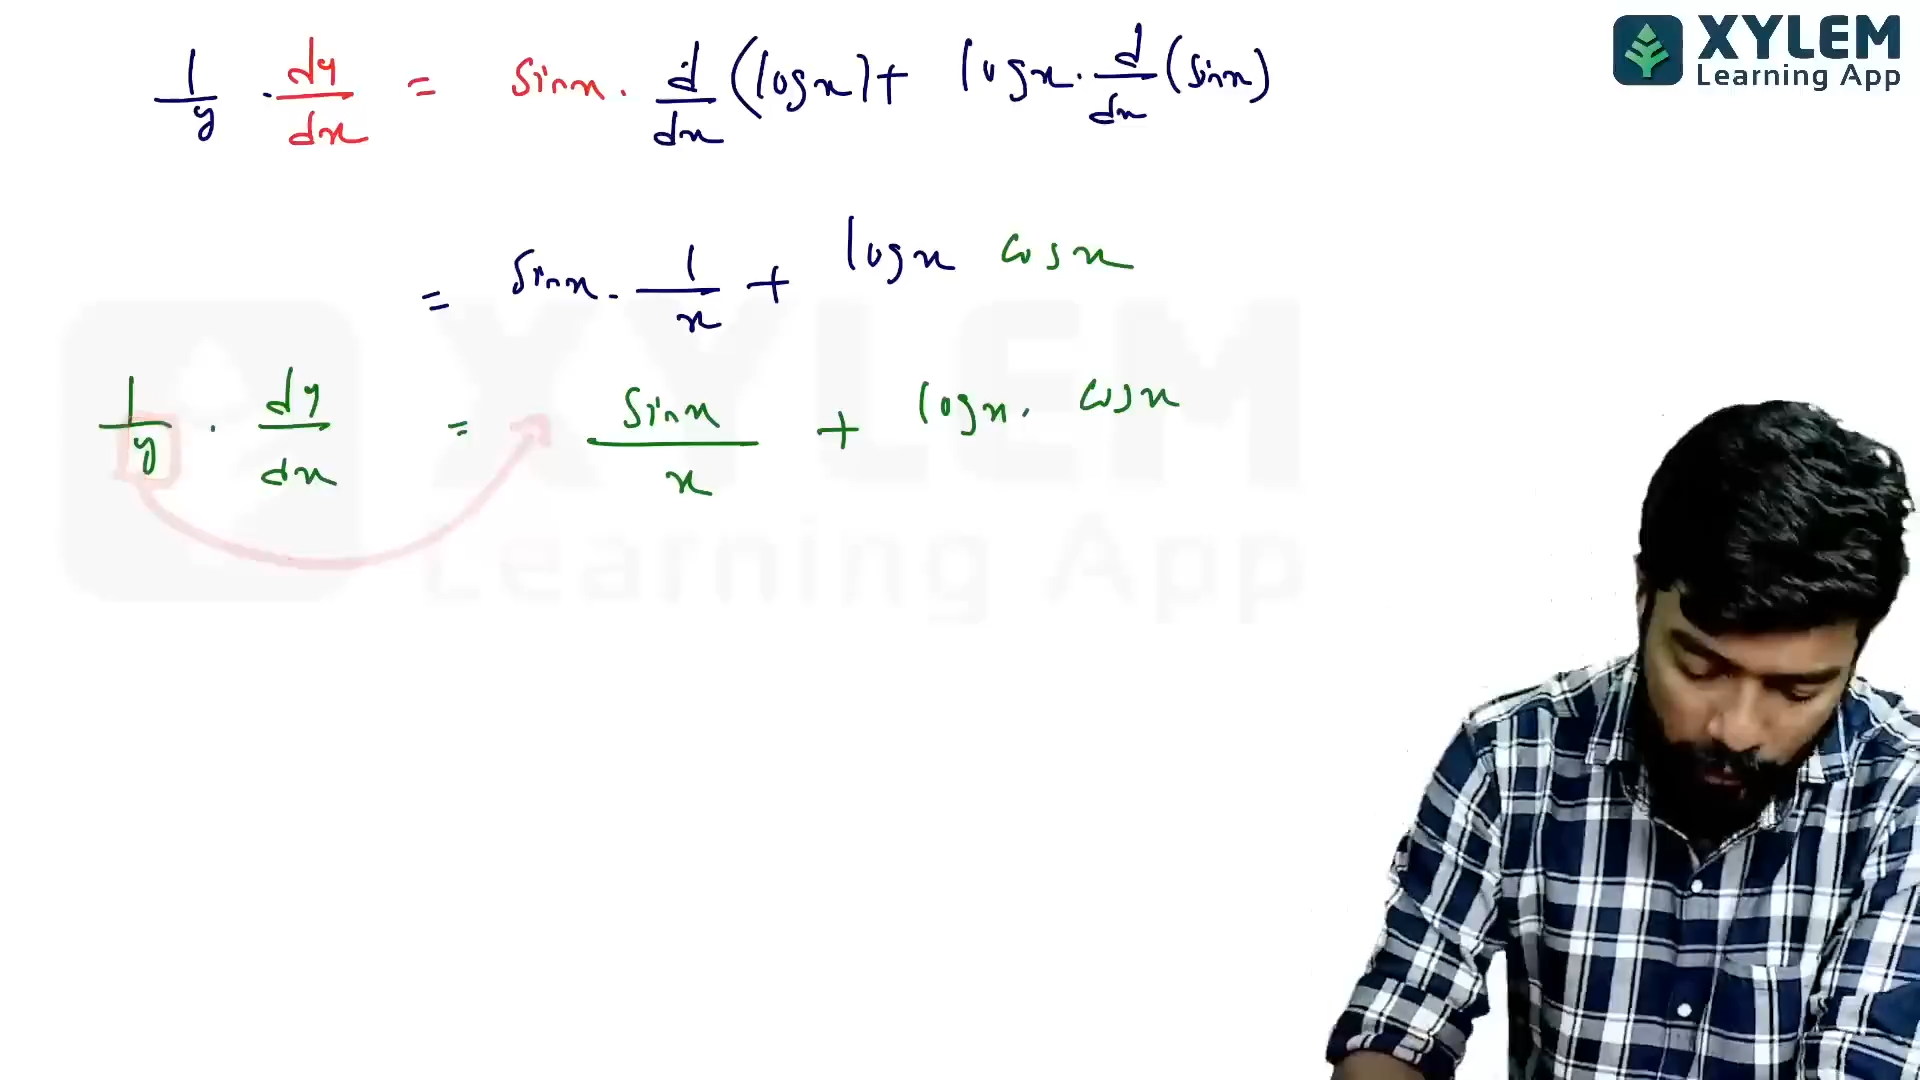 XYLEM
Learning App
1/y · dy/dx = sinx · d/dx (logx) + logx · d/dx (sinx)
= sinx · 1/x + logx cosx
1/y · dy/dx = sinx/x + logx · cosx
XYLEM
Learning App